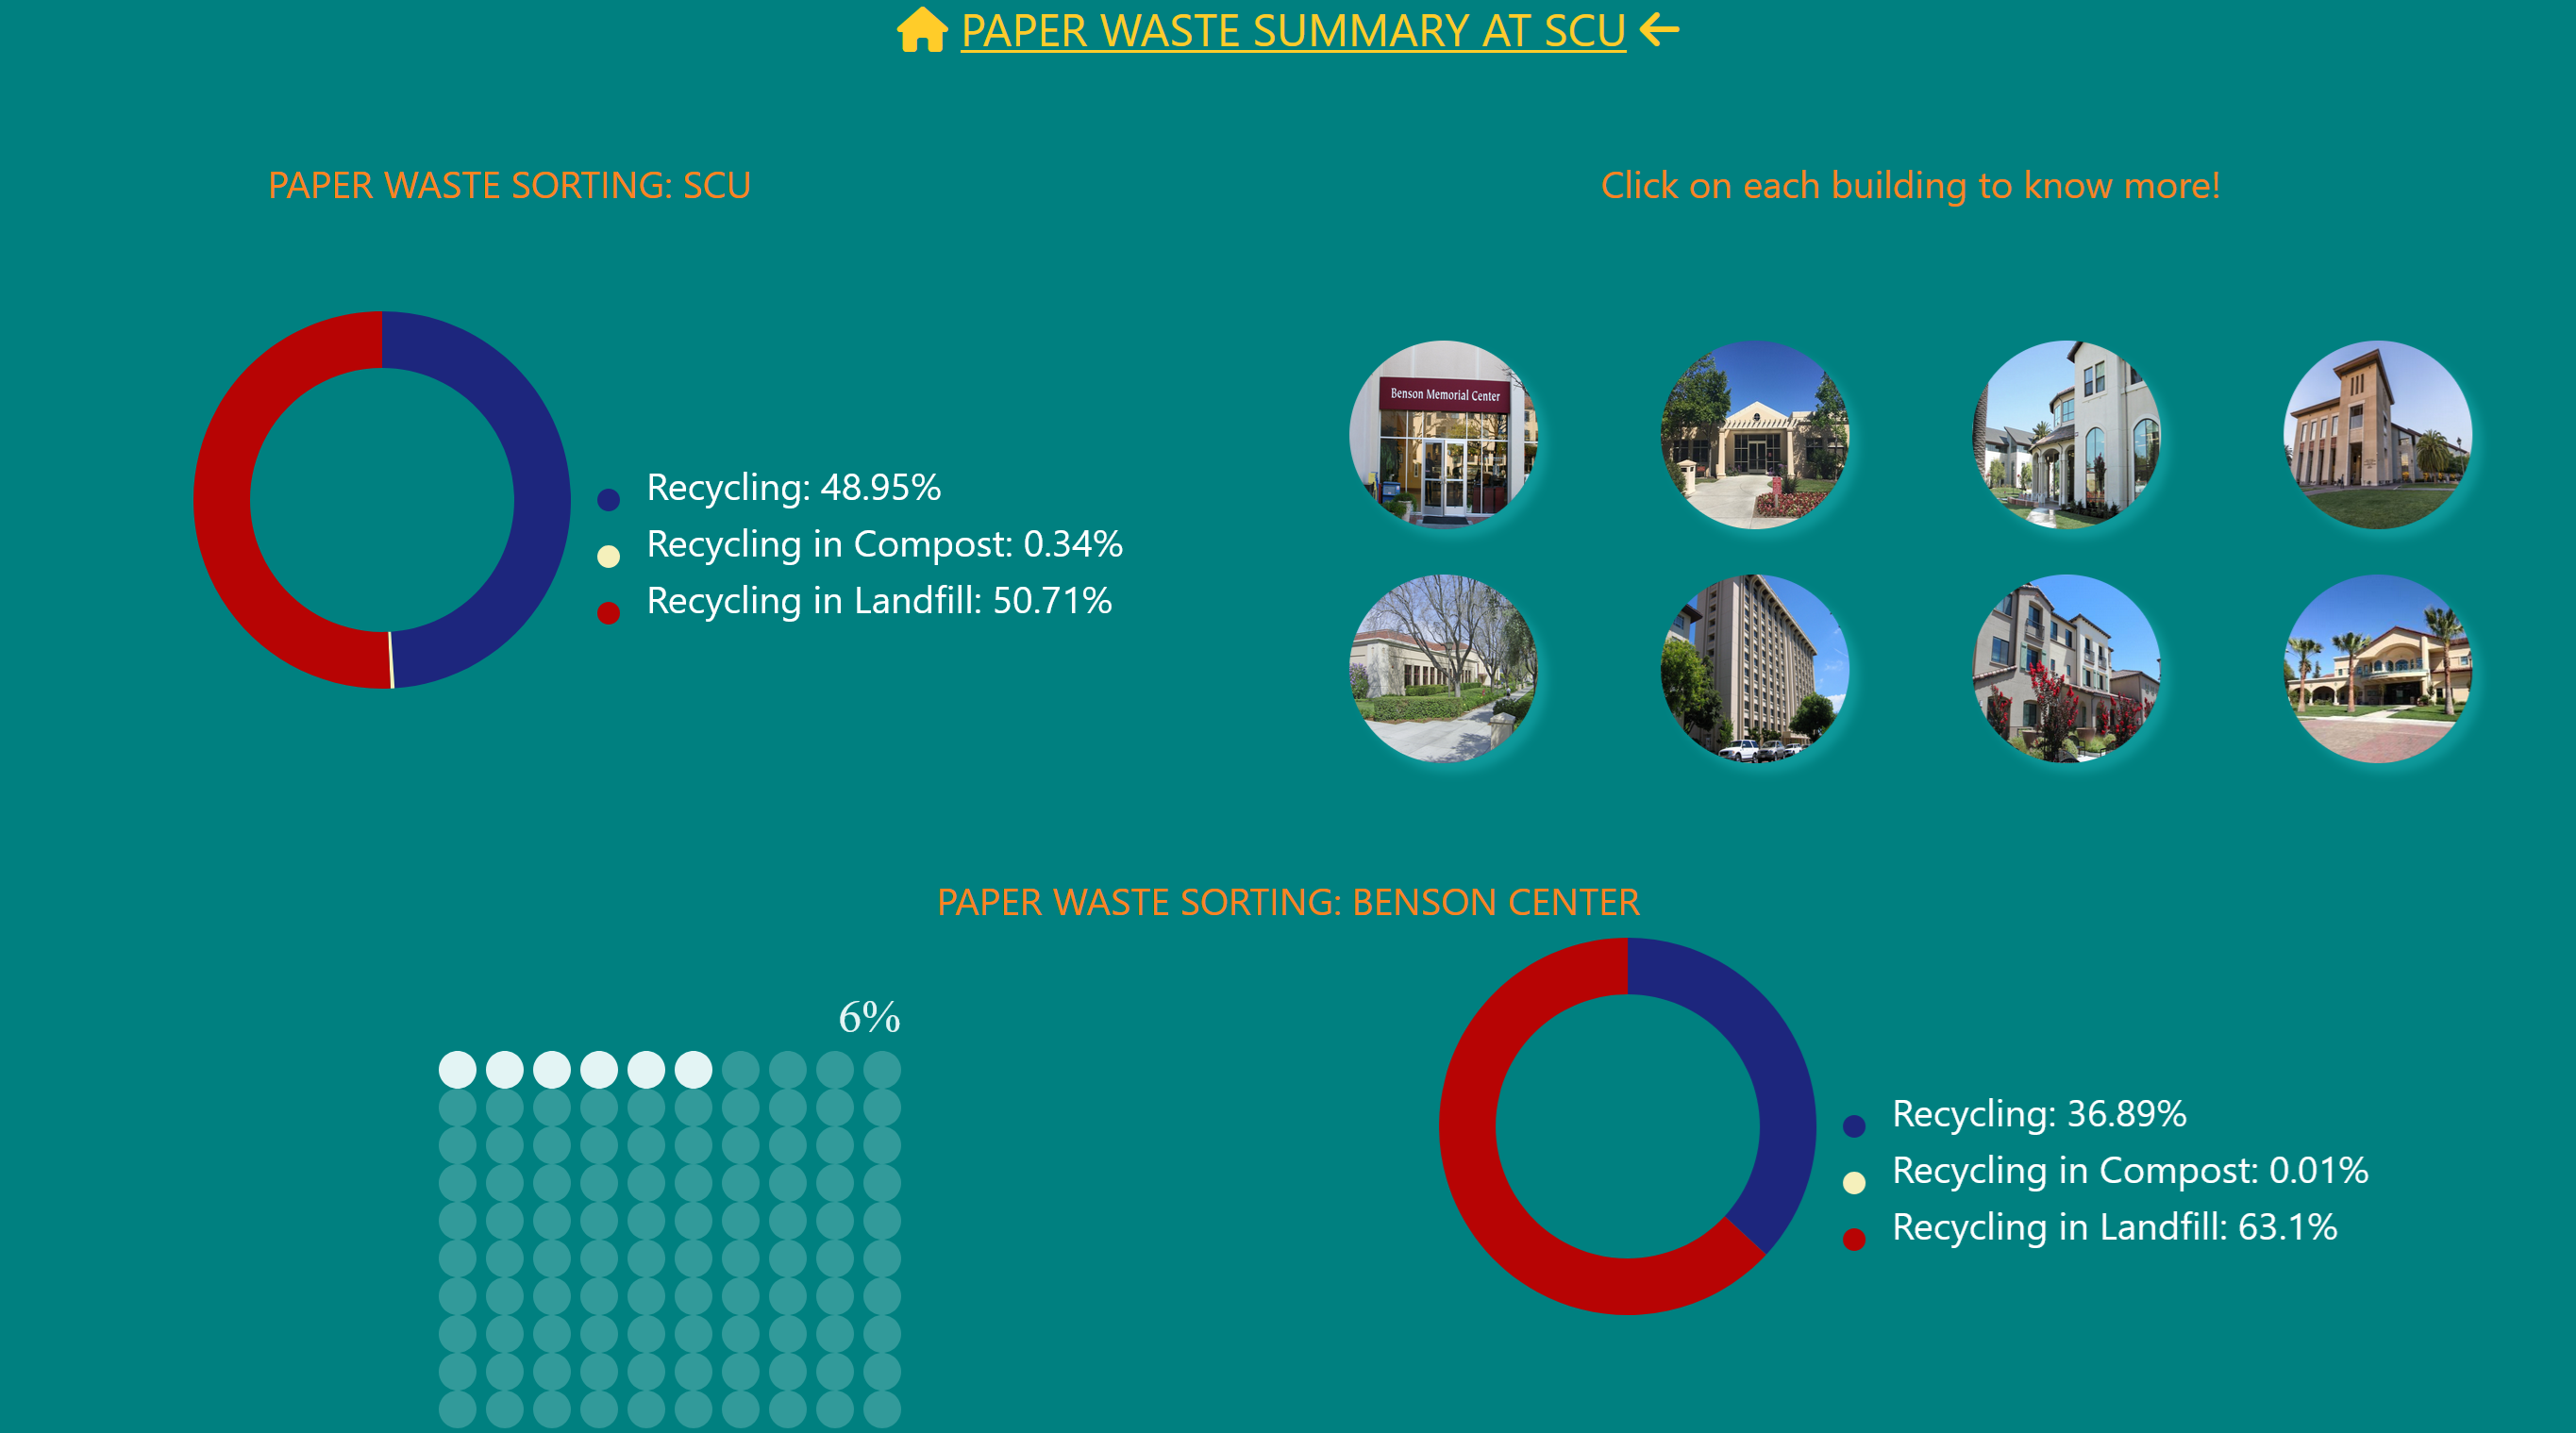 PAPER WASTE SUMMARY AT SCU
PAPER WASTE SORTING: SCU
Click on each building to know more!
Recycling: 48.95%
Recycling in Compost: 0.34%
Recycling in Landfill: 50.71%
Benson Memorial Center
PAPER WASTE SORTING: BENSON CENTER
6%
Recycling: 36.89%
Recycling in Compost: 0.01%
Recycling in Landfill: 63.1%